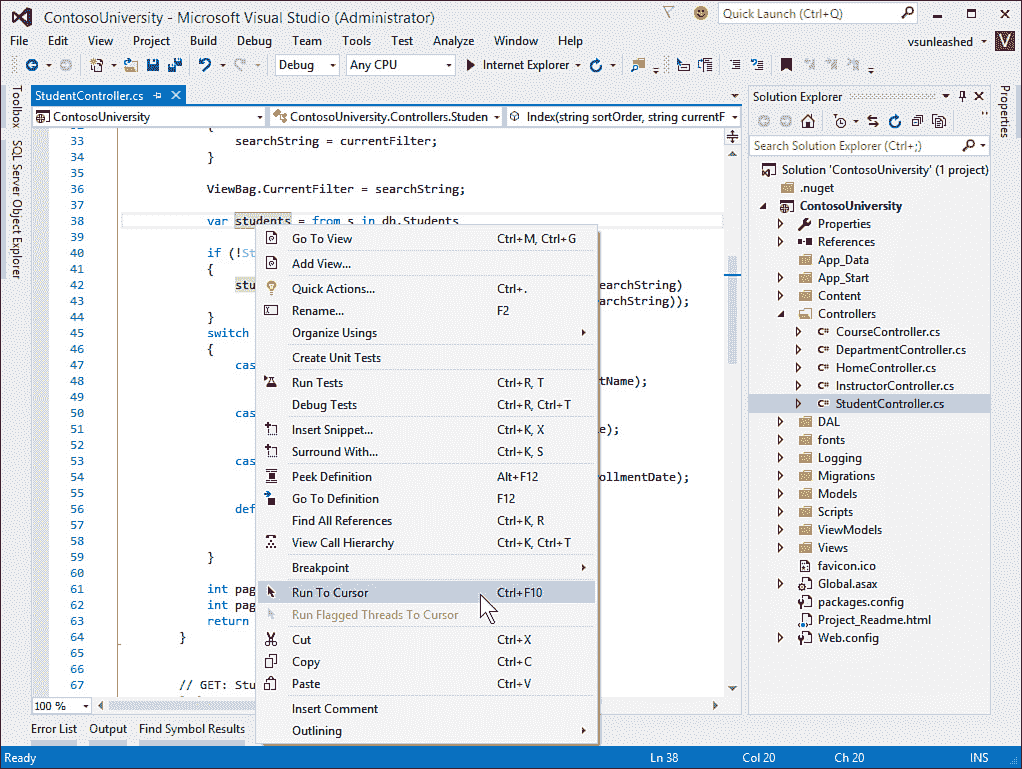 ContosoUniversity - Microsoft Visual Studio (Administrator)
Quick Launch (Ctrl+Q)
File Edit View Project Build Debug Team Tools Test Analyze Window Help
vsunleashed
Debug Any CPU Internet Explorer
Toolbox
SQL Server Object Explorer
StudentController.cs
ContosoUniversity ContosoUniversity.Controllers.Studen Index(string sortOrder, string currentF
33 searchString = currentFilter;
34 }
35
36 ViewBag.CurrentFilter = searchString;
37
38 var students = from s in db.Students
39
40 if (!St
41 {
42 stu earchString)
43 archString));
44 }
45 switch
46 {
47 cas
48 tName);
49
50 cas
51 e);
52
53 cas
54 ollmentDate);
55
56 def
57
58
59 }
60
61 int pag
62 int pag
63 return
64 }
65
66
67 // GET: Stu
Go To View Ctrl+M, Ctrl+G
Add View...
Quick Actions... Ctrl+.
Rename... F2
Organize Usings
Create Unit Tests
Run Tests Ctrl+R, T
Debug Tests Ctrl+R, Ctrl+T
Insert Snippet... Ctrl+K, X
Surround With... Ctrl+K, S
Peek Definition Alt+F12
Go To Definition F12
Find All References Ctrl+K, R
View Call Hierarchy Ctrl+K, Ctrl+T
Breakpoint
Run To Cursor Ctrl+F10
Run Flagged Threads To Cursor
Cut Ctrl+X
Copy Ctrl+C
Paste Ctrl+V
Insert Comment
Outlining
100 %
Solution Explorer
Search Solution Explorer (Ctrl+;)
Solution 'ContosoUniversity' (1 project)
.nuget
ContosoUniversity
Properties
References
App_Data
App_Start
Content
Controllers
C# CourseController.cs
C# DepartmentController.cs
C# HomeController.cs
C# InstructorController.cs
C# StudentController.cs
DAL
fonts
Logging
Migrations
Models
Scripts
ViewModels
Views
favicon.ico
Global.asax
packages.config
Project_Readme.html
Web.config
Properties
Error List Output Find Symbol Results
Ready Ln 38 Col 20 Ch 20 INS